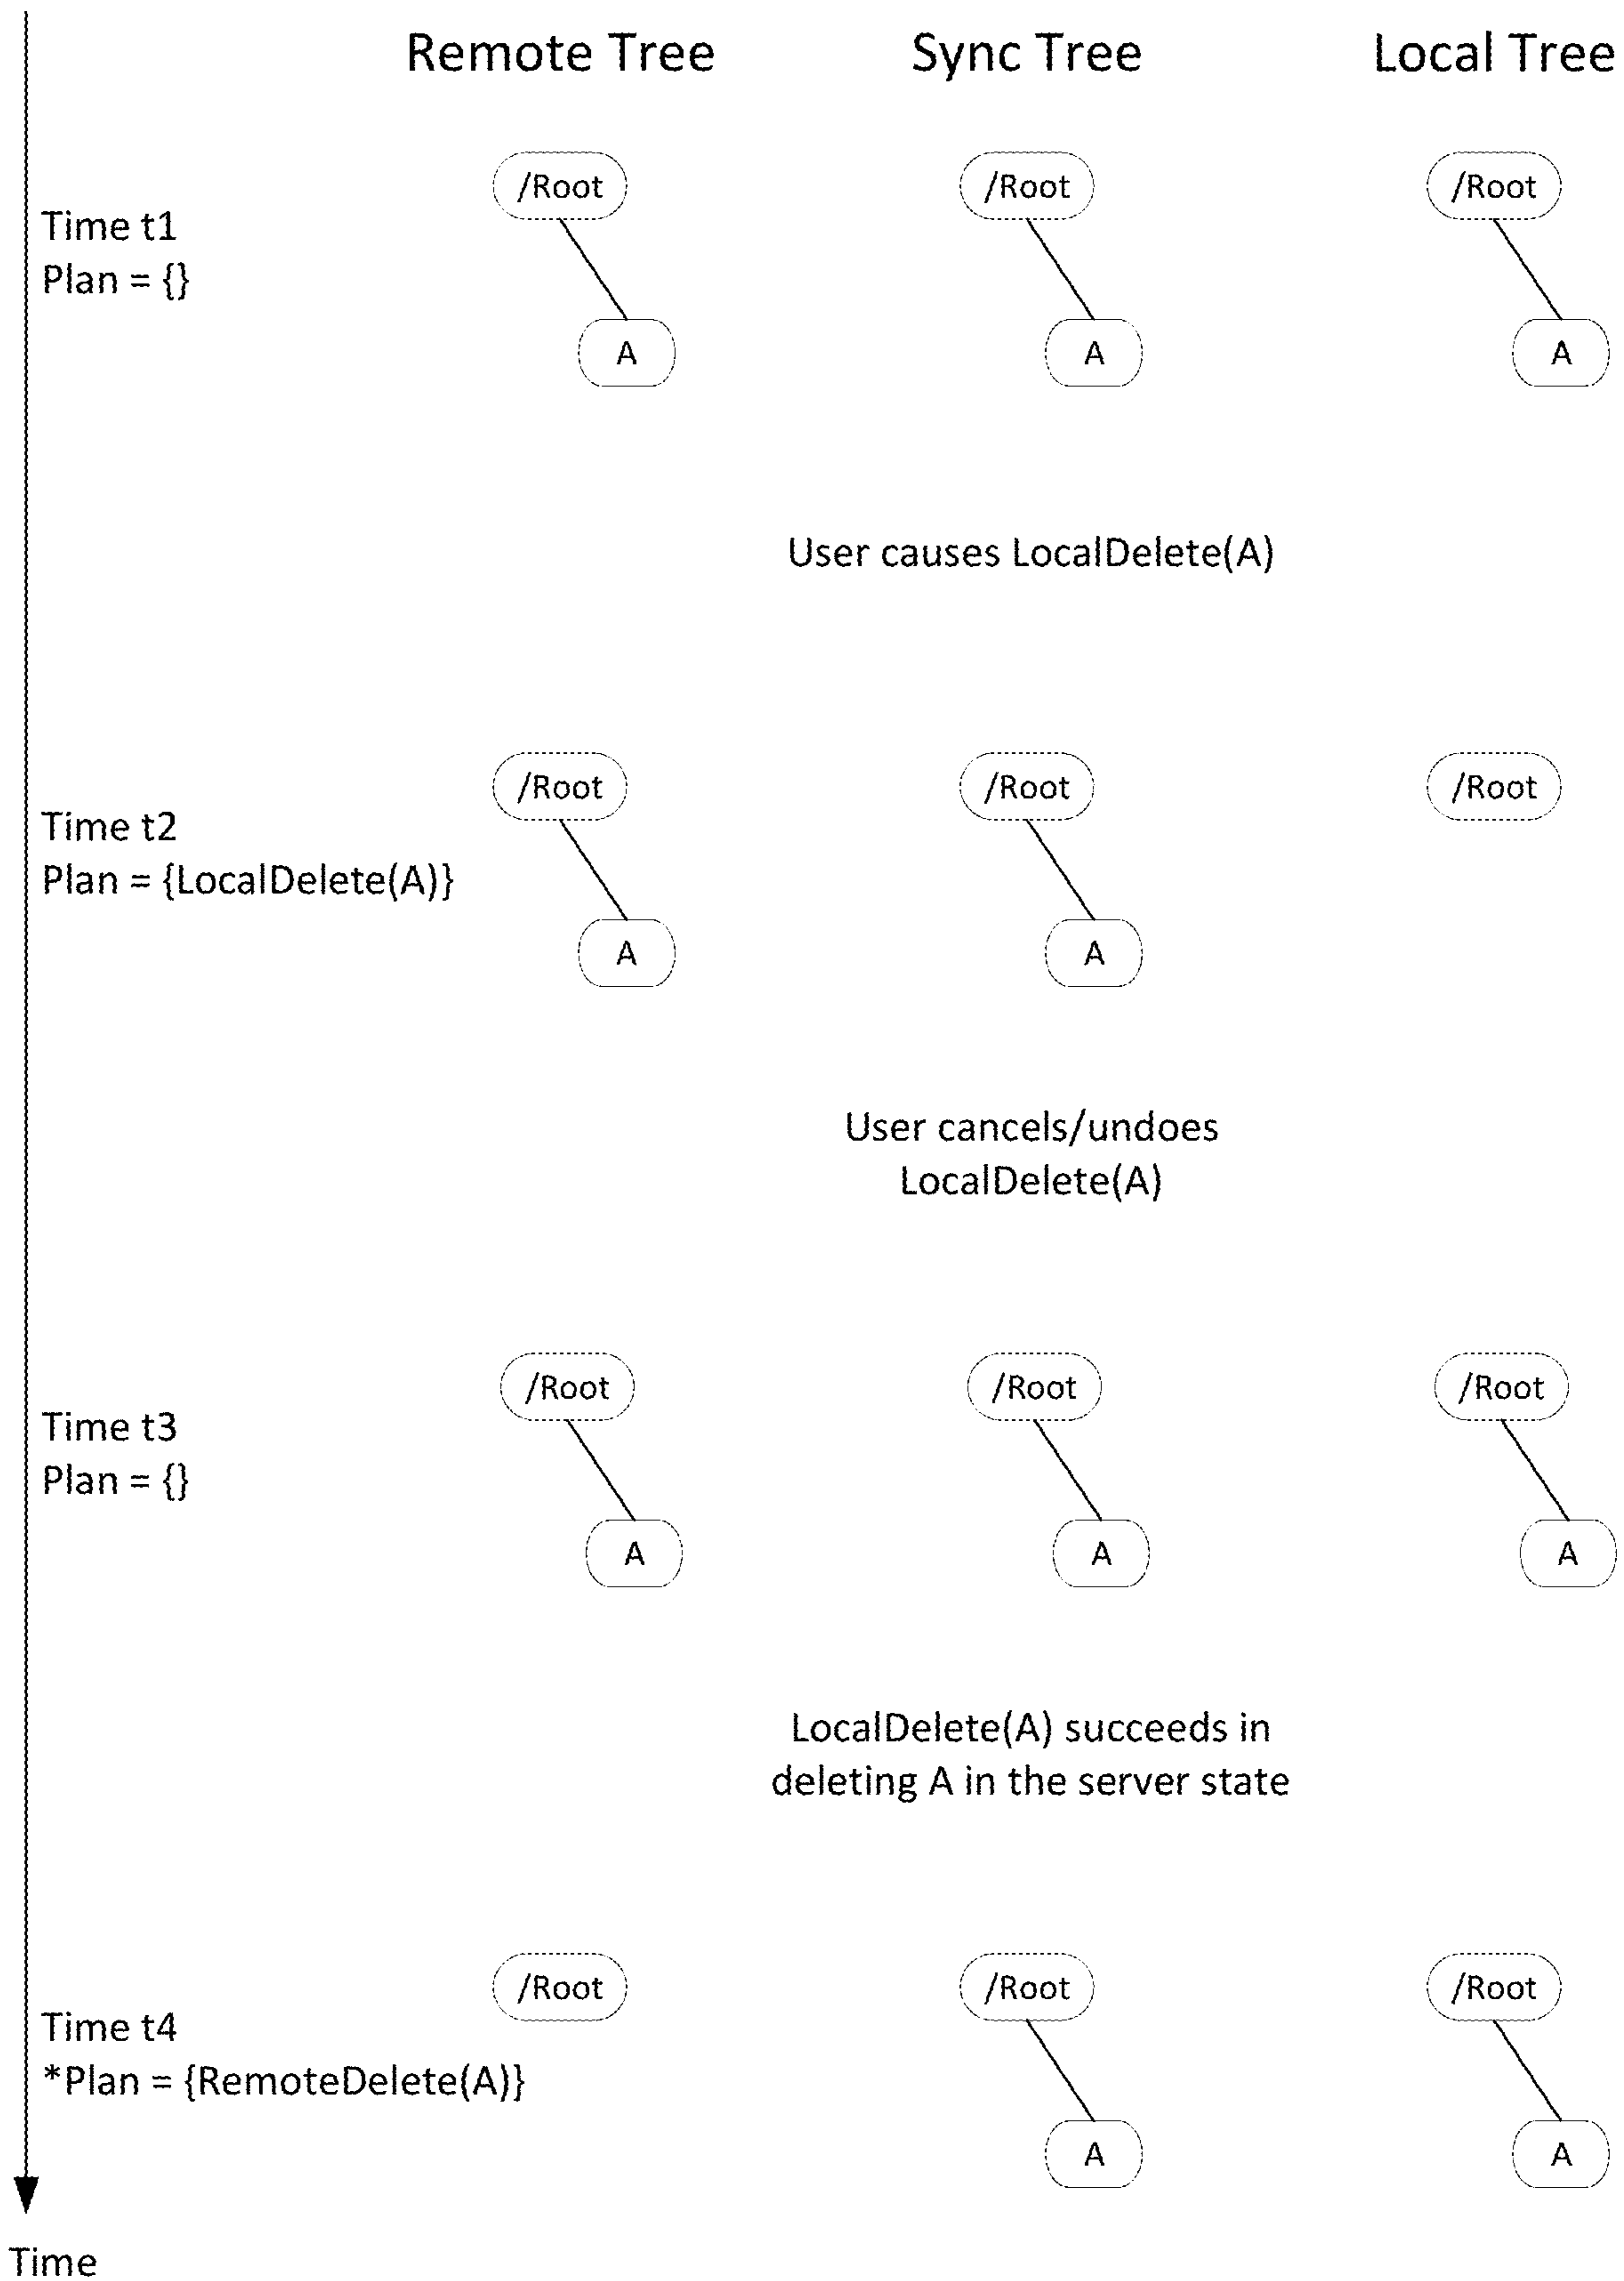 Remote Tree
Sync Tree
Local Tree
/Root
/Root
/Root
Time t1
Plan = {}
A
A
A
User causes LocalDelete(A)
/Root
/Root
/Root
Time t2
Plan = {LocalDelete(A)}
A
A
User cancels/undoes
LocalDelete(A)
/Root
/Root
/Root
Time t3
Plan = {}
A
A
A
LocalDelete(A) succeeds in
deleting A in the server state
/Root
/Root
/Root
Time t4
*Plan = {RemoteDelete(A)}
A
A
Time